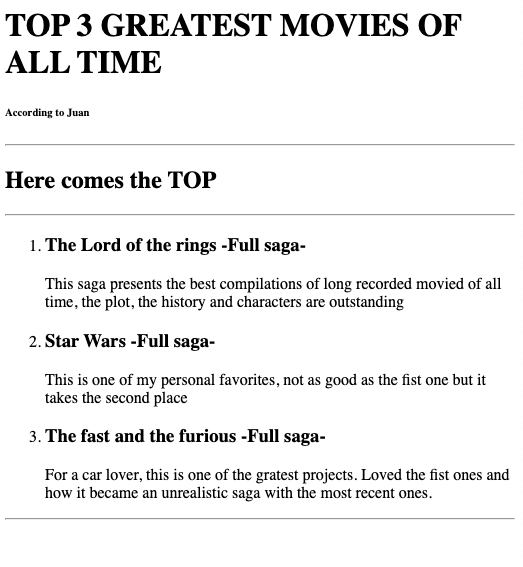 TOP 3 GREATEST MOVIES OF
ALL TIME
According to Juan
Here comes the TOP
1. The Lord of the rings -Full saga-
This saga presents the best compilations of long recorded movied of all
time, the plot, the history and characters are outstanding
2. Star Wars -Full saga-
This is one of my personal favorites, not as good as the fist one but it
takes the second place
3. The fast and the furious -Full saga-
For a car lover, this is one of the gratest projects. Loved the fist ones and
how it became an unrealistic saga with the most recent ones.